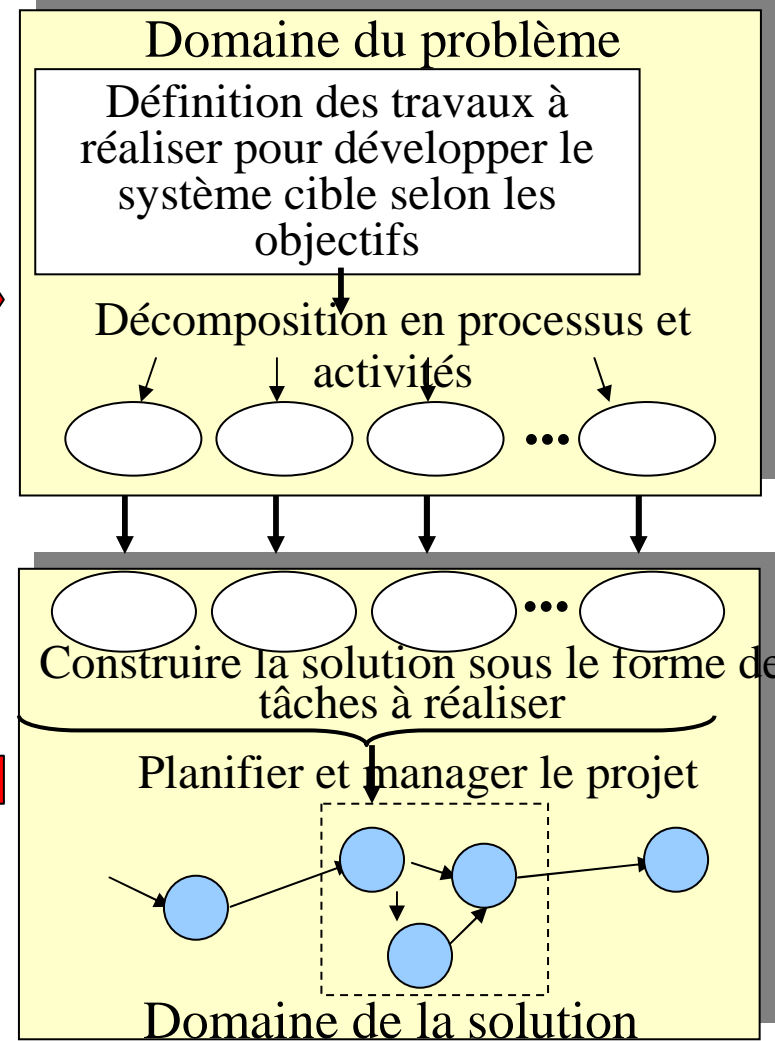 Domaine du problème
Définition des travaux à
réaliser pour développer le
système cible selon les
objectifs
Décomposition en processus et
activités
•••
•••
Construire la solution sous le forme de
tâches à réaliser
Planifier et manager le projet
Domaine de la solution